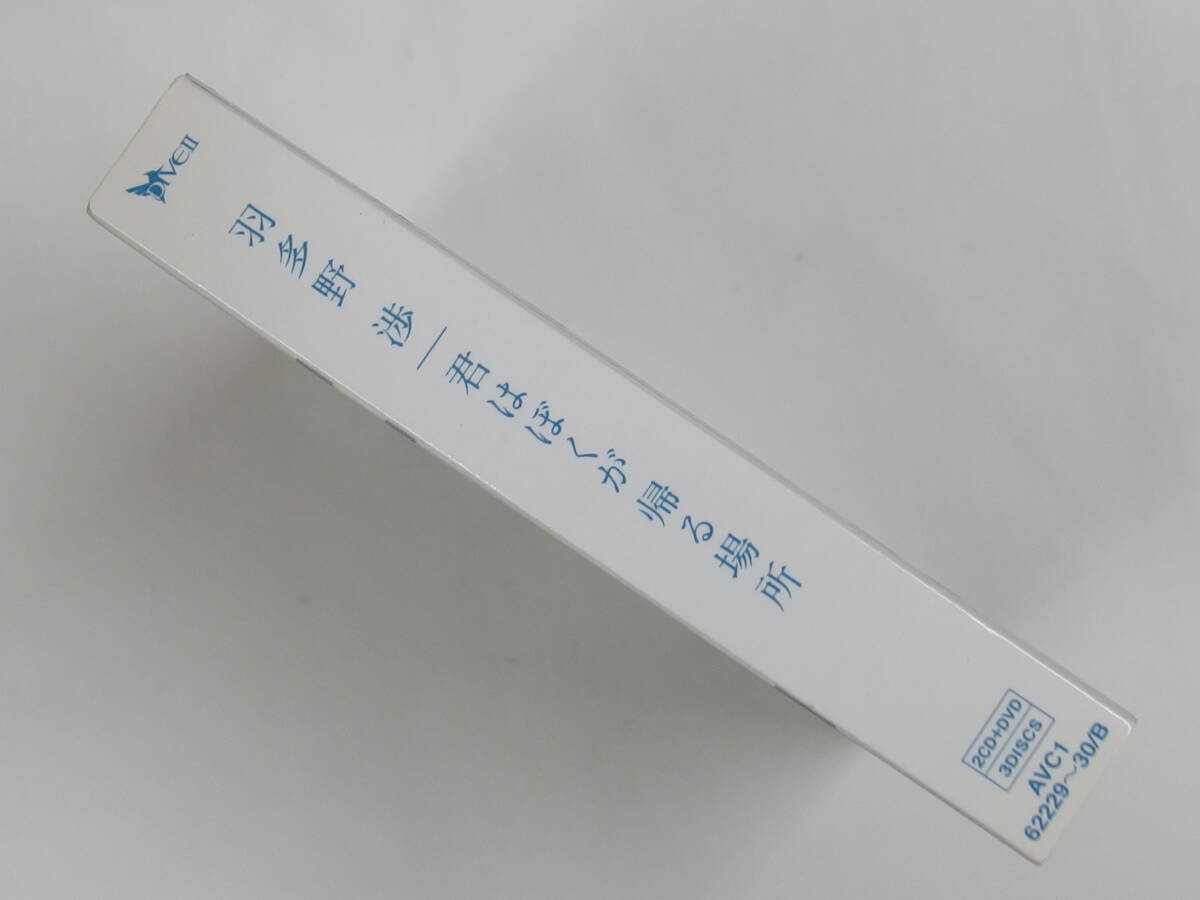 DIVEII
羽多野 渉|君はぼくが帰る場所
2CD+DVD
3DISCS
AVC1
62229~30/B